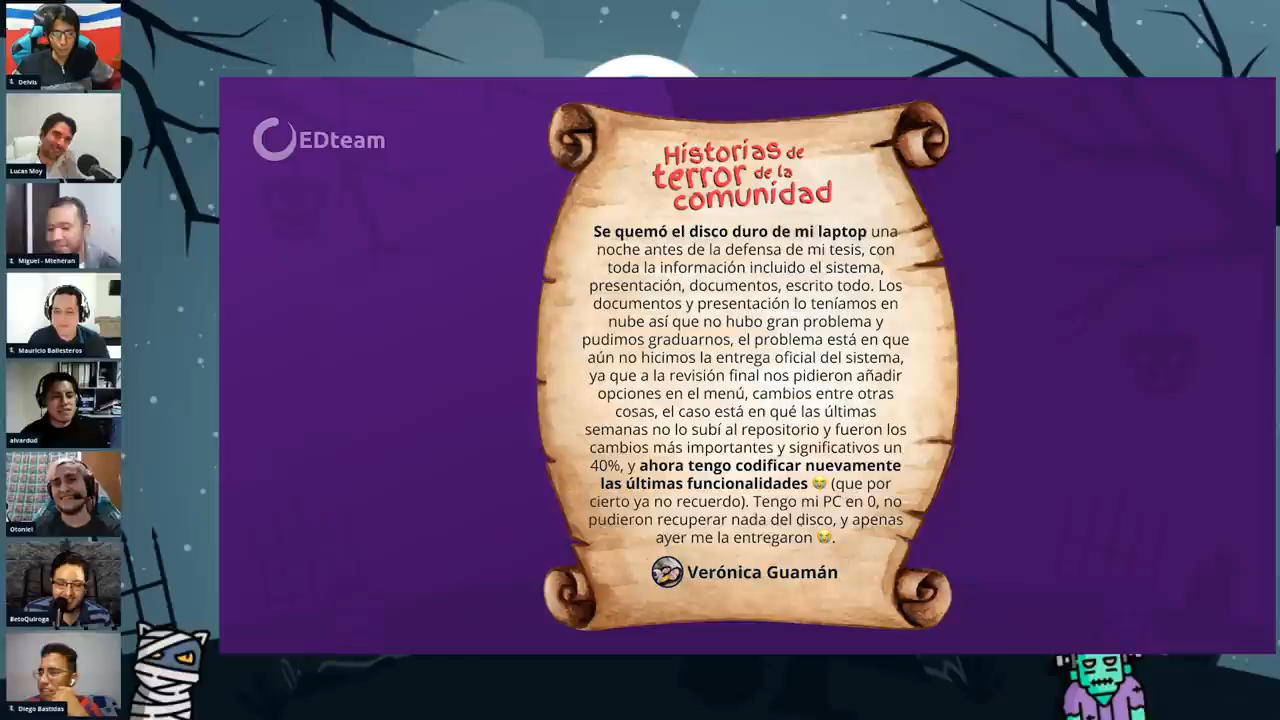 Delvis
Lucas Moy
Miguel - Mteheran
Mauricio Ballesteros
alvardud
Otoniel
BetoQuiroga
Diego Bastidas
EDteam
Historias de
terror de la
comunidad
Se quemó el disco duro de mi laptop una
noche antes de la defensa de mi tesis, con
toda la información incluido el sistema,
presentación, documentos, escrito todo. Los
documentos y presentación lo teníamos en
nube así que no hubo gran problema y
pudimos graduarnos, el problema está en que
aún no hicimos la entrega oficial del sistema,
ya que a la revisión final nos pidieron añadir
opciones en el menú, cambios entre otras
cosas, el caso está en qué las últimas
semanas no lo subí al repositorio y fueron los
cambios más importantes y significativos un
40%, y ahora tengo codificar nuevamente
las últimas funcionalidades 😭 (que por
cierto ya no recuerdo). Tengo mi PC en 0, no
pudieron recuperar nada del disco, y apenas
ayer me la entregaron 😭.
Verónica Guamán